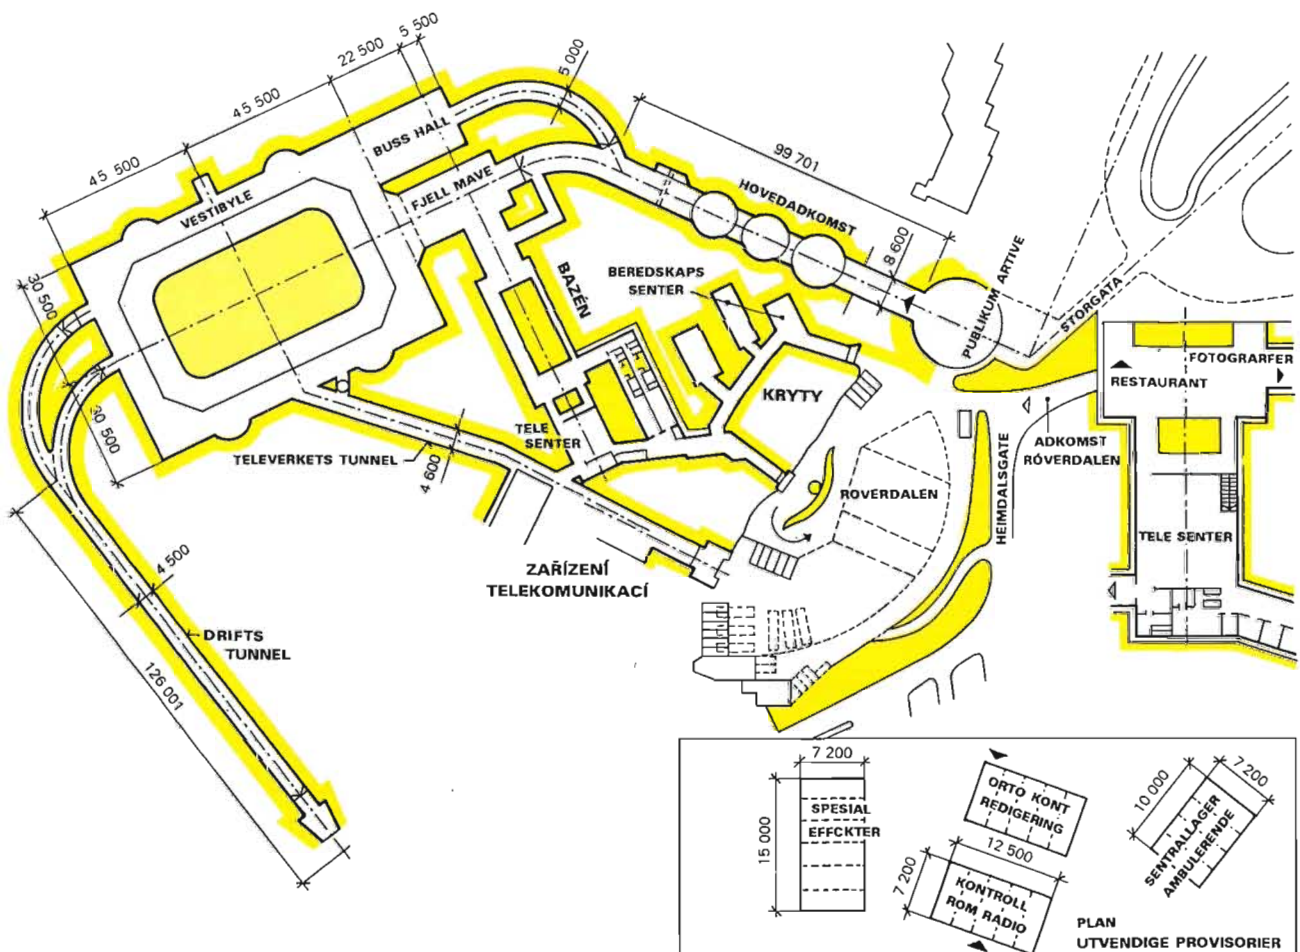 5 500
22 500
45 500
45 500
5 000
BUSS HALL
99 701
VESTIBYLE
FJELL MAVE
HOVEDADKOMST
30 500
BAZÉN
BEREDSKAPS
SENTER
8 600
PUBLIKUM ARTIVE
STORGATA
FOTOGRARFER
RESTAURANT
KRYTY
30 500
TELE
SENTER
TELEVERKETS TUNNEL
4 600
ADKOMST
RÓVERDALEN
ROVERDALEN
HEIMDALSGATE
TELE SENTER
ZAŘÍZENÍ
TELEKOMUNIKACÍ
4 500
DRIFTS
TUNNEL
126 001
7 200
15 000
SPESIAL
EFFCKTER
ORTO KONT
REDIGERING
12 500
7 200
KONTROLL
ROM RADIO
10 000
7 200
SENTRALLAGER
AMBULERENDE
PLAN
UTVENDIGE PROVISORIER